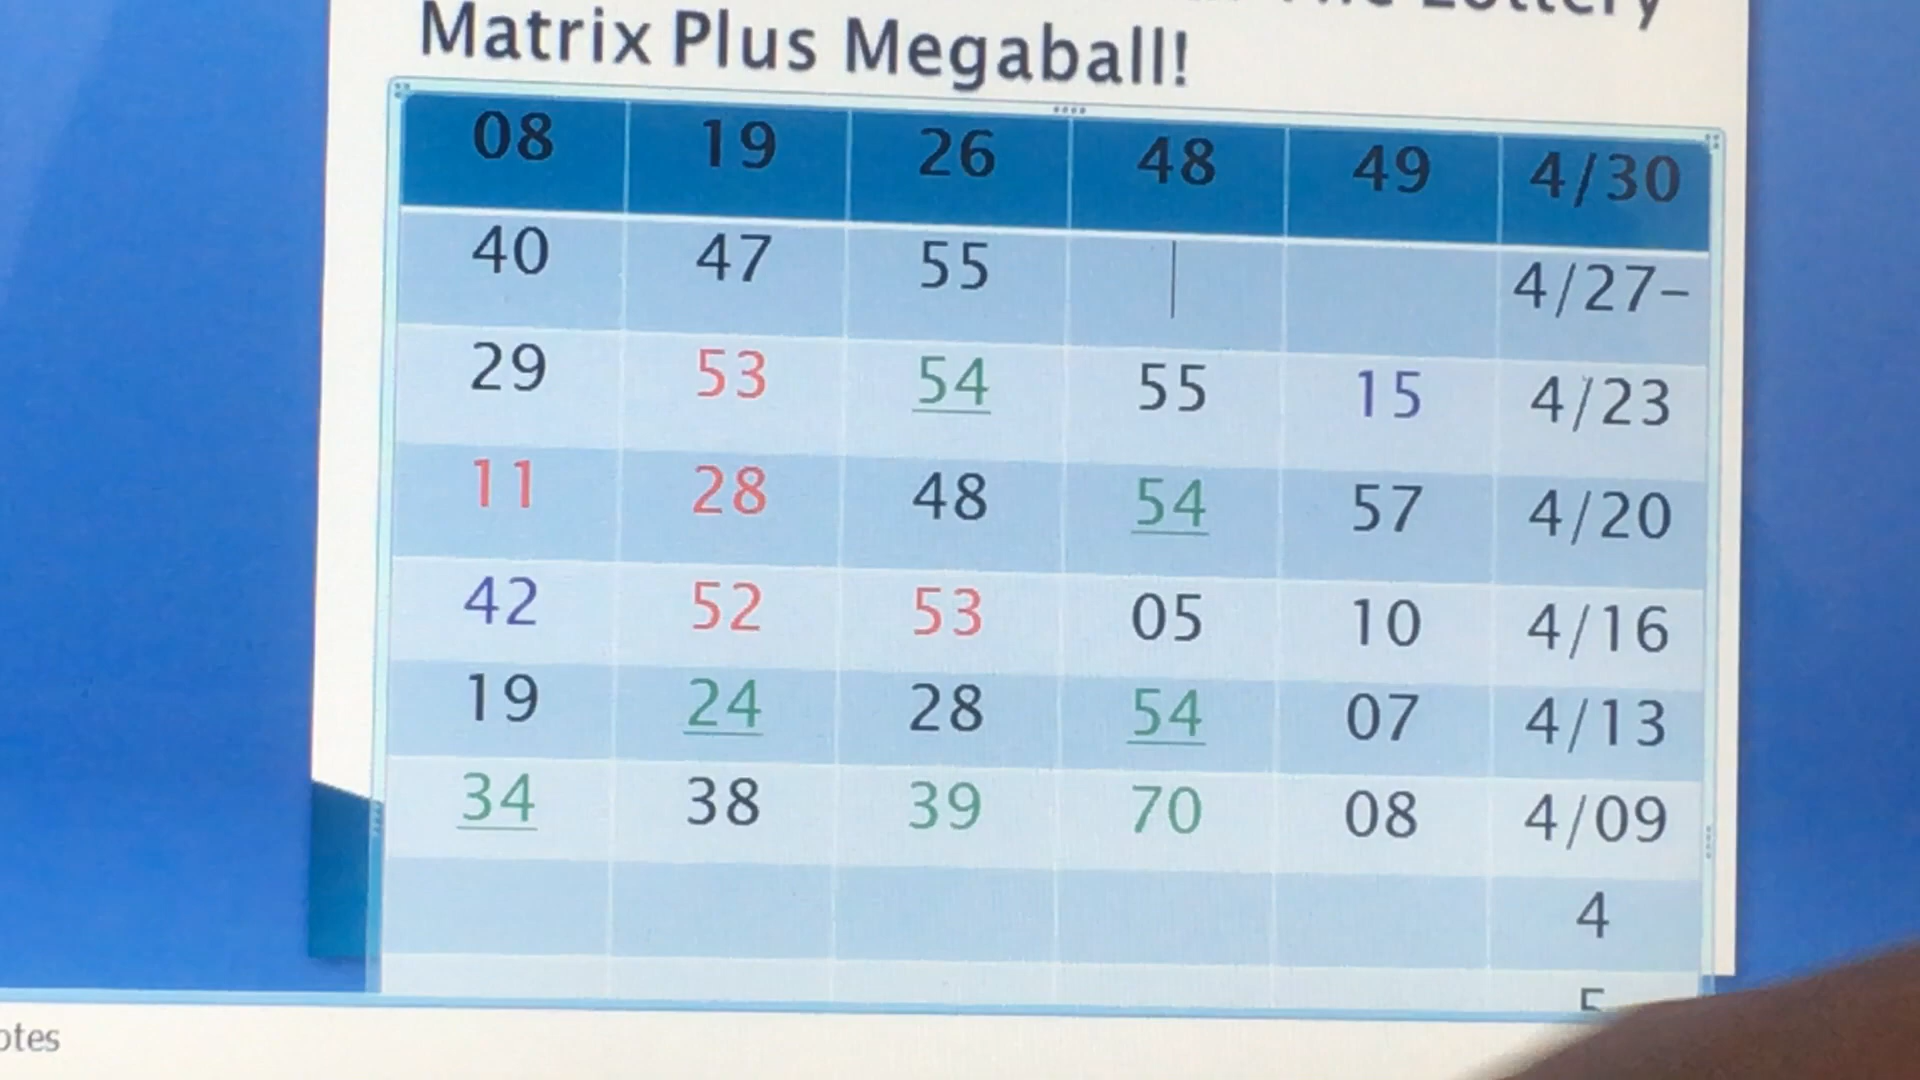 Lottery
Matrix Plus Megaball!
08 19 26 48 49 4/30
40 47 55 4/27-
29 53 54 55 15 4/23
11 28 48 54 57 4/20
42 52 53 05 10 4/16
19 24 28 54 07 4/13
34 38 39 70 08 4/09
4
5
otes